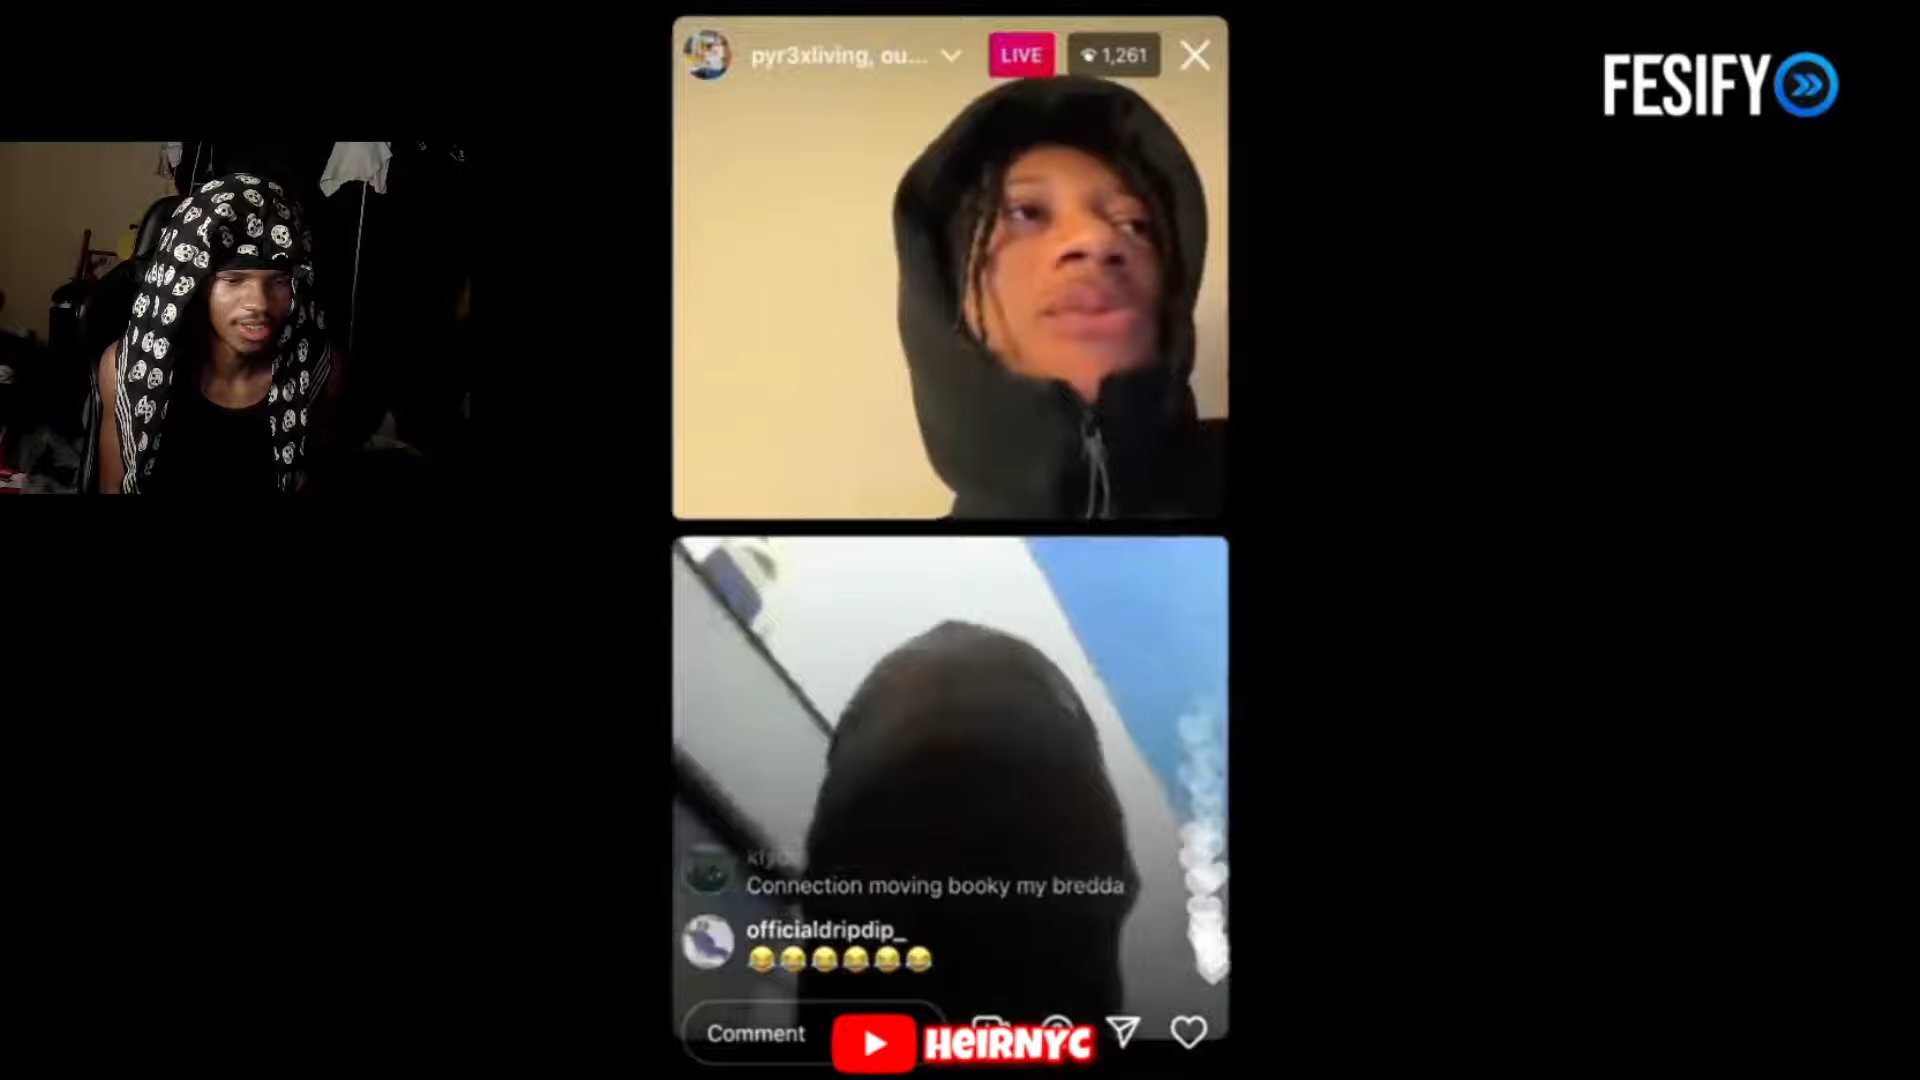 pyr3xliving, ou...
LIVE
1,261
FESIFY
Connection moving booky my bredda
officialdripdip_
😂😂😂😂😂😂
Comment
HEIRNYC